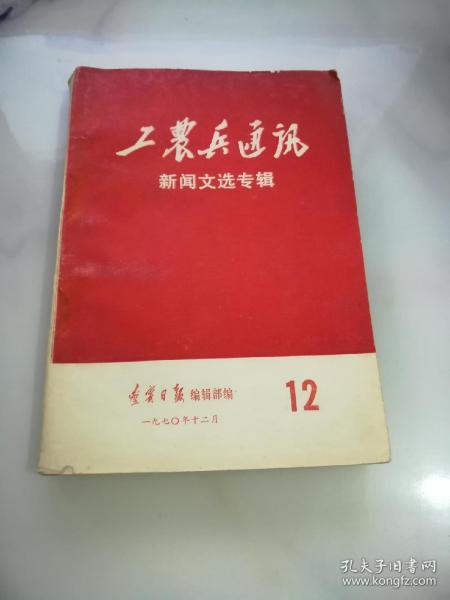 工農兵通訊
新闻文选专辑
辽宁日报 编辑部编
12
一九七〇年十二月
孔夫子旧书网
www.kongfz.com